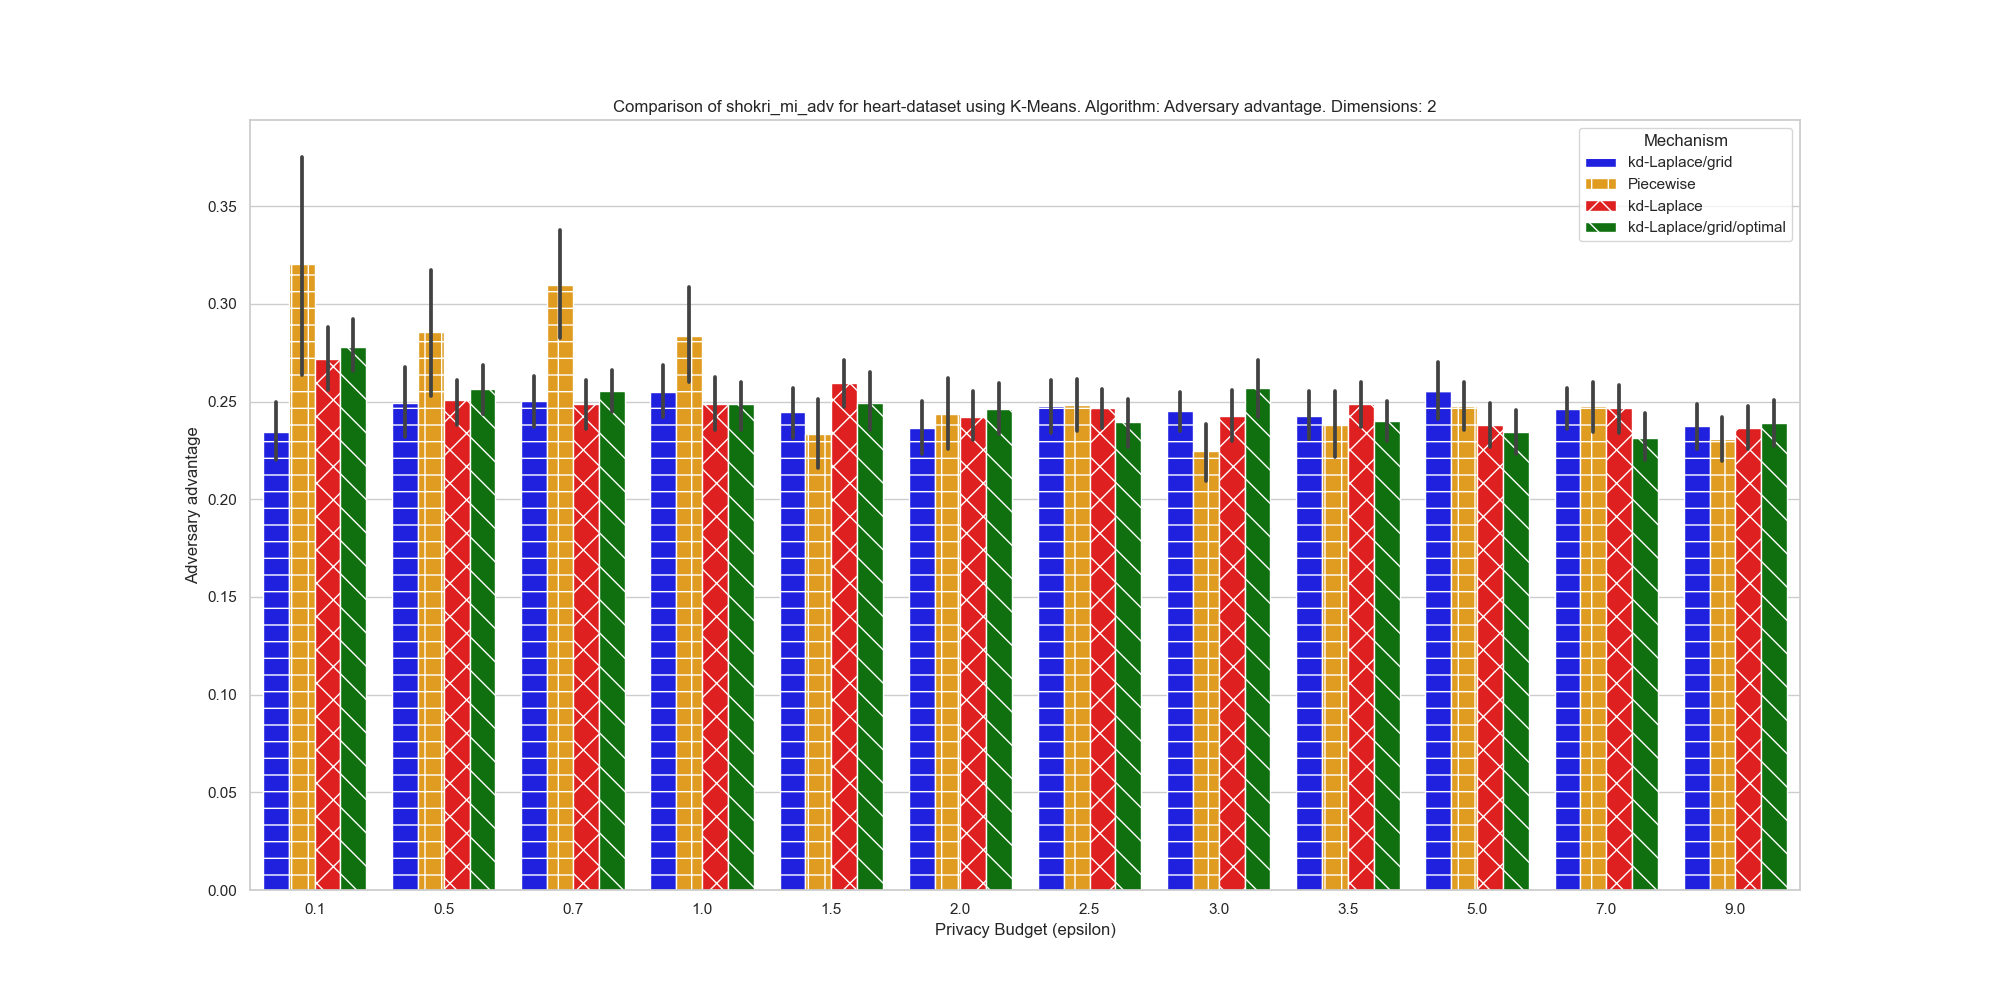 Comparison of shokri_mi_adv for heart-dataset using K-Means. Algorithm: Adversary advantage. Dimensions: 2
Mechanism
kd-Laplace/grid
Piecewise
kd-Laplace
kd-Laplace/grid/optimal
Adversary advantage
0.35
0.30
0.25
0.20
0.15
0.10
0.05
0.00
0.1 0.5 0.7 1.0 1.5 2.0 2.5 3.0 3.5 5.0 7.0 9.0
Privacy Budget (epsilon)